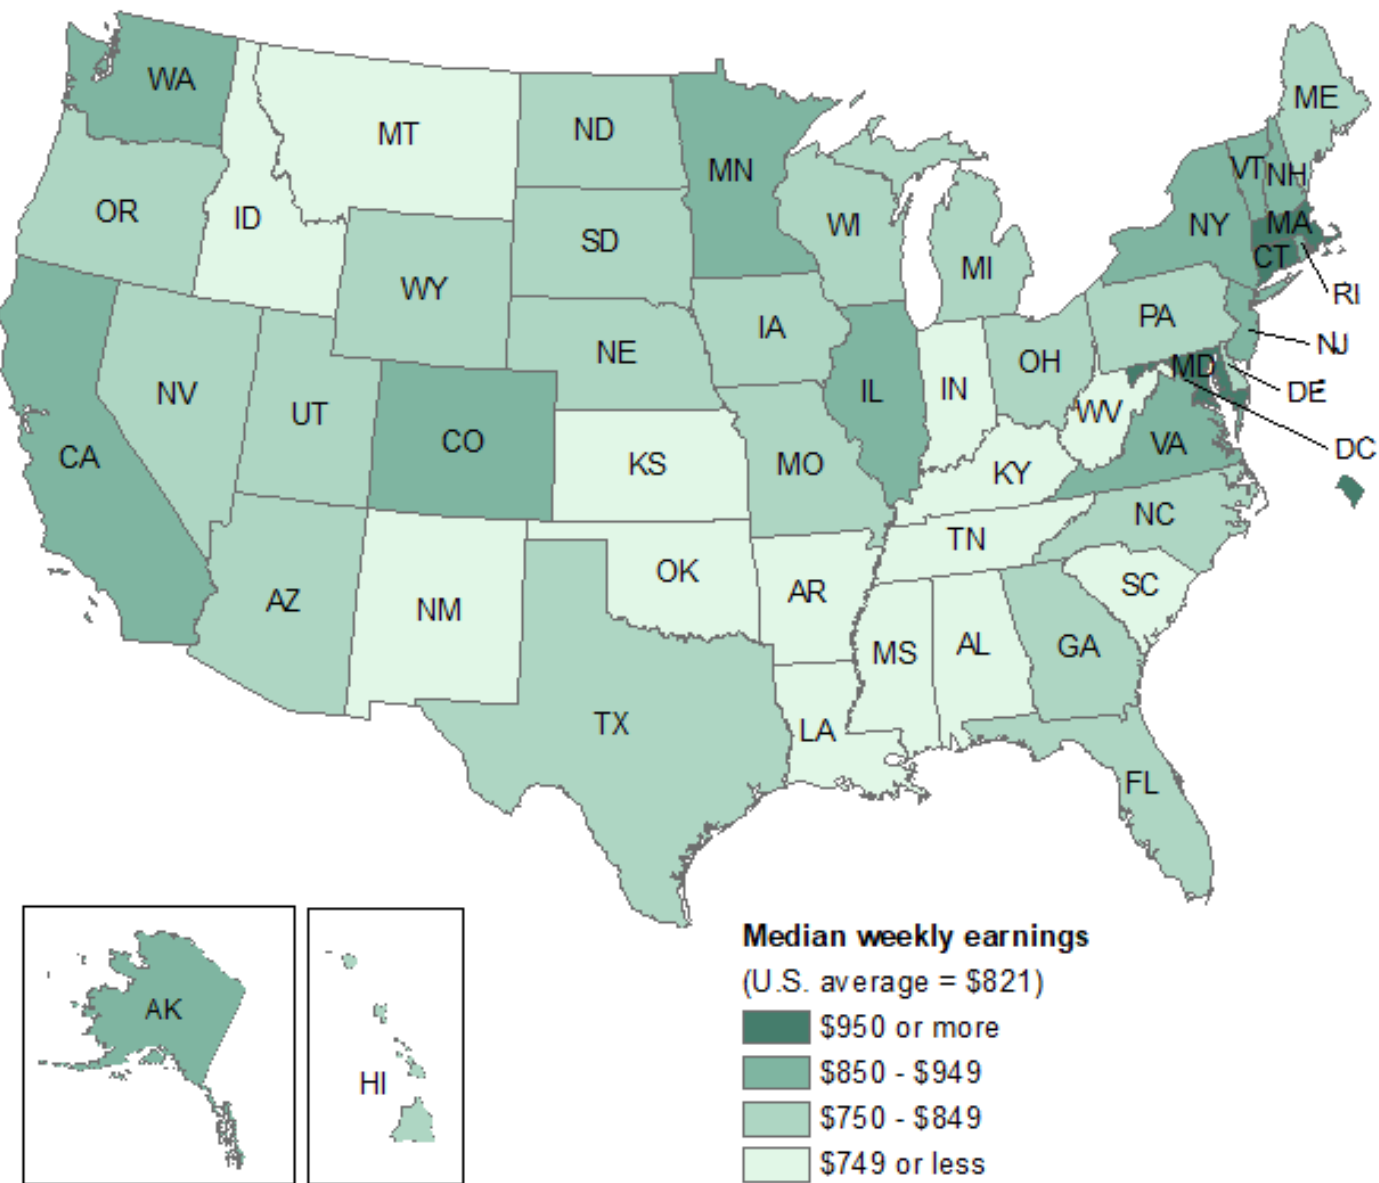 WA
MT
ND
MN
ME
VT
NH
OR
ID
SD
WI
NY
MA
CT
RI
WY
MI
IA
PA
NJ
NE
OH
MD
DE
NV
UT
CO
IL
IN
WV
VA
DC
CA
KS
MO
KY
NC
TN
OK
AZ
NM
AR
SC
MS
AL
GA
TX
LA
FL
AK
HI
Median weekly earnings
(U.S. average = $821)
$950 or more
$850 - $949
$750 - $849
$749 or less